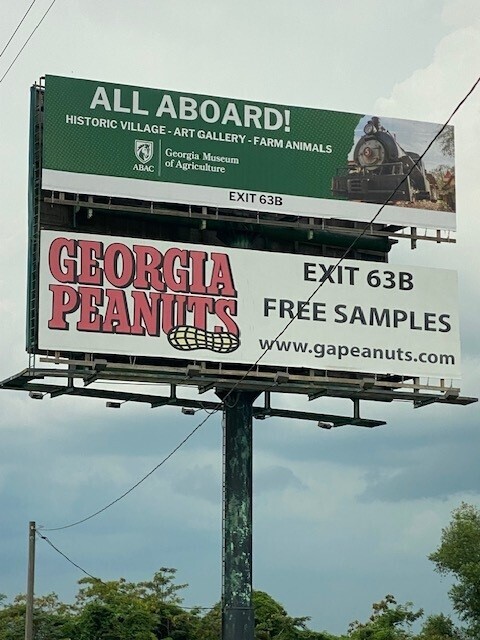 ALL ABOARD!
HISTORIC VILLAGE - ART GALLERY - FARM ANIMALS
ABAC
Georgia Museum
of Agriculture
EXIT 63B
GEORGIA
PEANUTS
EXIT 63B
FREE SAMPLES
www.gapeanuts.com